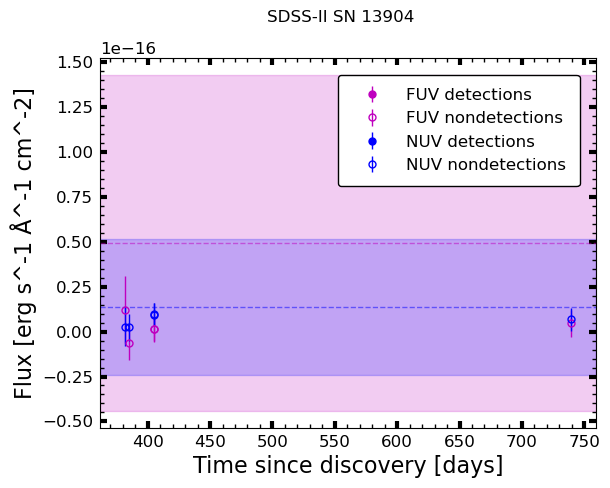 SDSS-II SN 13904
1e−16
1.50
1.25
1.00
0.75
0.50
0.25
0.00
−0.25
−0.50
Flux [erg s^-1 Å^-1 cm^-2]
FUV detections
FUV nondetections
NUV detections
NUV nondetections
400 450 500 550 600 650 700 750
Time since discovery [days]